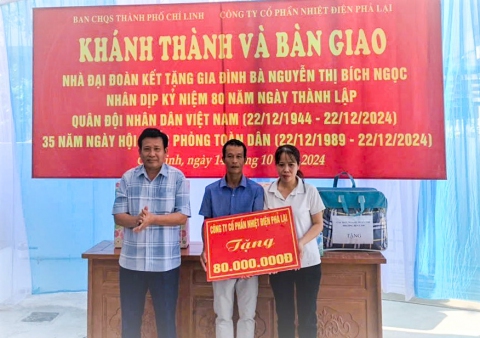 BAN CHQS THÀNH PHỐ CHÍ LINH CÔNG TY CỔ PHẦN NHIỆT ĐIỆN PHẢ LẠI
KHÁNH THÀNH VÀ BÀN GIAO
NHÀ ĐẠI ĐOÀN KẾT TẶNG GIA ĐÌNH BÀ NGUYỄN THỊ BÍCH NGỌC
NHÂN DỊP KỶ NIỆM 80 NĂM NGÀY THÀNH LẬP
QUÂN ĐỘI NHÂN DÂN VIỆT NAM (22/12/1944 - 22/12/2024)
35 NĂM NGÀY HỘI PHÒNG TOÀN DÂN (22/12/1989 - 22/12/2024)
Linh, ngày 10 2024
CÔNG TY CỔ PHẦN NHIỆT ĐIỆN PHẢ LẠI
Tặng
80.000.000Đ
TẶNG